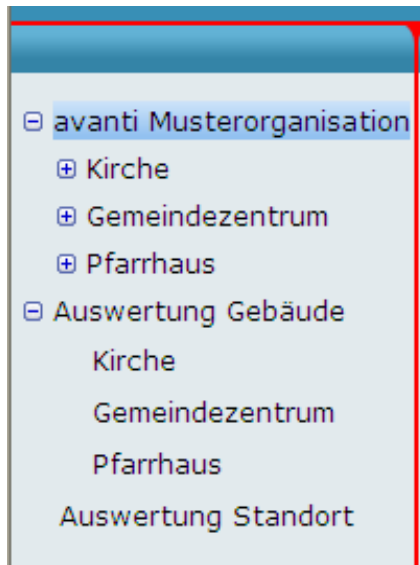 avanti Musterorganisation
Kirche
Gemeindezentrum
Pfarrhaus
Auswertung Gebäude
Kirche
Gemeindezentrum
Pfarrhaus
Auswertung Standort